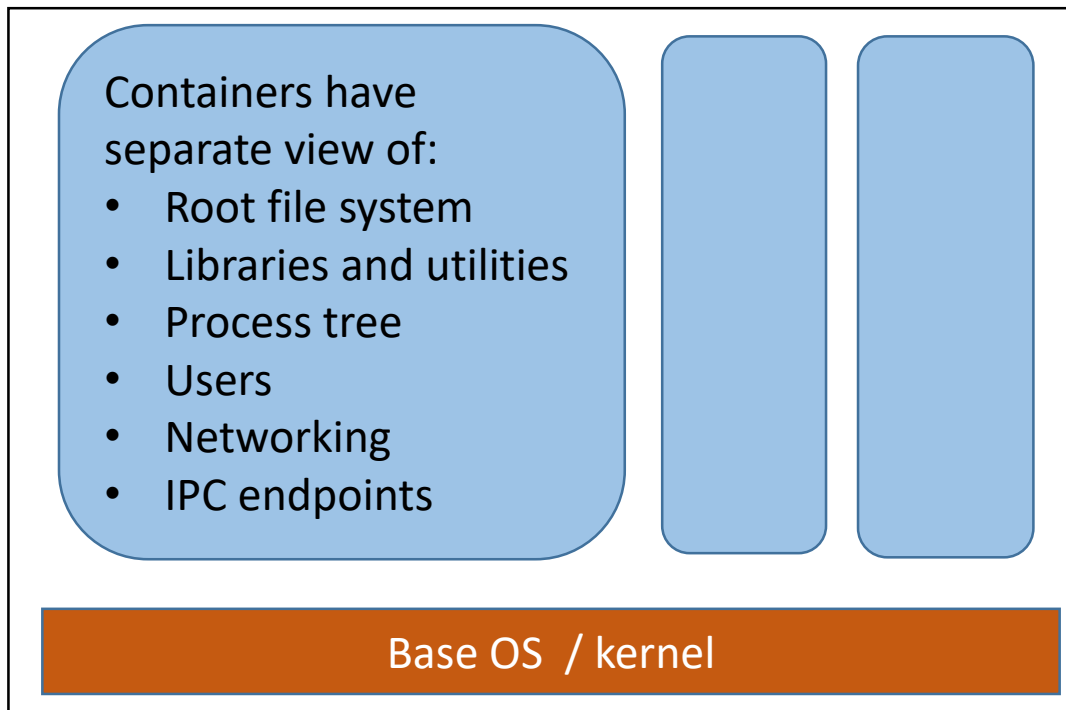 Containers have
separate view of:
• Root file system
• Libraries and utilities
• Process tree
• Users
• Networking
• IPC endpoints
Base OS / kernel